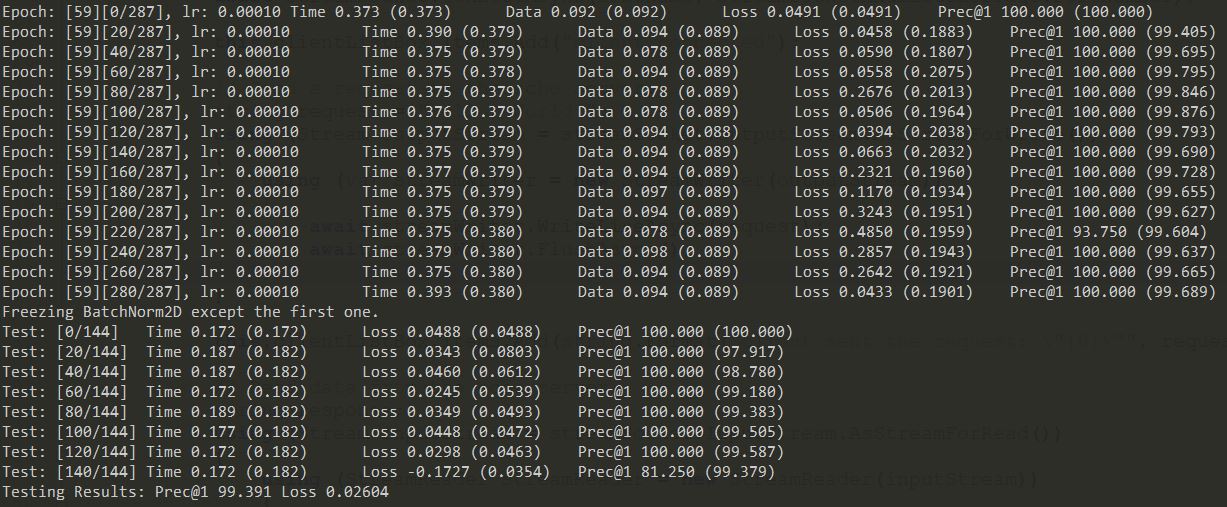 Epoch: [59][0/287], lr: 0.00010 Time 0.373 (0.373) Data 0.092 (0.092) Loss 0.0491 (0.0491) Prec@1 100.000 (100.000)
Epoch: [59][20/287], lr: 0.00010 Time 0.390 (0.379) Data 0.094 (0.089) Loss 0.0458 (0.1883) Prec@1 100.000 (99.405)
Epoch: [59][40/287], lr: 0.00010 Time 0.375 (0.379) Data 0.078 (0.089) Loss 0.0590 (0.1807) Prec@1 100.000 (99.695)
Epoch: [59][60/287], lr: 0.00010 Time 0.375 (0.378) Data 0.094 (0.089) Loss 0.0558 (0.2075) Prec@1 100.000 (99.795)
Epoch: [59][80/287], lr: 0.00010 Time 0.375 (0.379) Data 0.078 (0.089) Loss 0.2676 (0.2013) Prec@1 100.000 (99.846)
Epoch: [59][100/287], lr: 0.00010 Time 0.376 (0.379) Data 0.078 (0.089) Loss 0.0506 (0.1964) Prec@1 100.000 (99.876)
Epoch: [59][120/287], lr: 0.00010 Time 0.377 (0.379) Data 0.094 (0.088) Loss 0.0394 (0.2038) Prec@1 100.000 (99.793)
Epoch: [59][140/287], lr: 0.00010 Time 0.375 (0.379) Data 0.094 (0.089) Loss 0.0663 (0.2032) Prec@1 100.000 (99.690)
Epoch: [59][160/287], lr: 0.00010 Time 0.377 (0.379) Data 0.094 (0.089) Loss 0.2321 (0.1960) Prec@1 100.000 (99.728)
Epoch: [59][180/287], lr: 0.00010 Time 0.375 (0.379) Data 0.097 (0.089) Loss 0.1170 (0.1934) Prec@1 100.000 (99.655)
Epoch: [59][200/287], lr: 0.00010 Time 0.375 (0.379) Data 0.094 (0.089) Loss 0.3243 (0.1951) Prec@1 100.000 (99.627)
Epoch: [59][220/287], lr: 0.00010 Time 0.375 (0.380) Data 0.078 (0.089) Loss 0.4850 (0.1959) Prec@1 93.750 (99.604)
Epoch: [59][240/287], lr: 0.00010 Time 0.379 (0.380) Data 0.098 (0.089) Loss 0.2857 (0.1943) Prec@1 100.000 (99.637)
Epoch: [59][260/287], lr: 0.00010 Time 0.375 (0.380) Data 0.094 (0.089) Loss 0.2642 (0.1921) Prec@1 100.000 (99.665)
Epoch: [59][280/287], lr: 0.00010 Time 0.393 (0.380) Data 0.094 (0.089) Loss 0.0433 (0.1901) Prec@1 100.000 (99.689)
Freezing BatchNorm2D except the first one.
Test: [0/144] Time 0.172 (0.172) Loss 0.0488 (0.0488) Prec@1 100.000 (100.000)
Test: [20/144] Time 0.187 (0.182) Loss 0.0343 (0.0803) Prec@1 100.000 (97.917)
Test: [40/144] Time 0.187 (0.182) Loss 0.0460 (0.0612) Prec@1 100.000 (98.780)
Test: [60/144] Time 0.172 (0.182) Loss 0.0245 (0.0539) Prec@1 100.000 (99.180)
Test: [80/144] Time 0.189 (0.182) Loss 0.0349 (0.0493) Prec@1 100.000 (99.383)
Test: [100/144] Time 0.177 (0.182) Loss 0.0448 (0.0472) Prec@1 100.000 (99.505)
Test: [120/144] Time 0.172 (0.182) Loss 0.0298 (0.0463) Prec@1 100.000 (99.587)
Test: [140/144] Time 0.172 (0.182) Loss -0.1727 (0.0354) Prec@1 81.250 (99.379)
Testing Results: Prec@1 99.391 Loss 0.02604